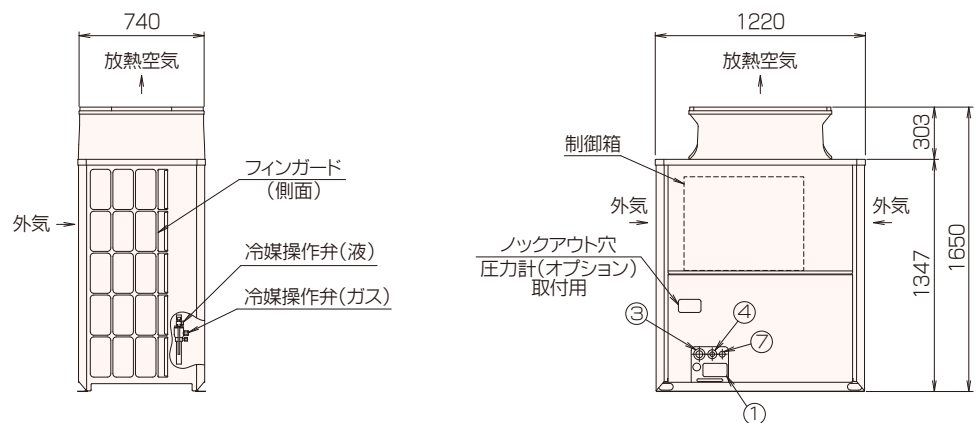 740
放熱空気
フィンガード
(側面)
外気
冷媒操作弁(液)
冷媒操作弁(ガス)
1220
放熱空気
制御箱
外気
外気
ノックアウト穴
圧力計(オプション)
取付用
③
④
⑦
①
303
1347
1650